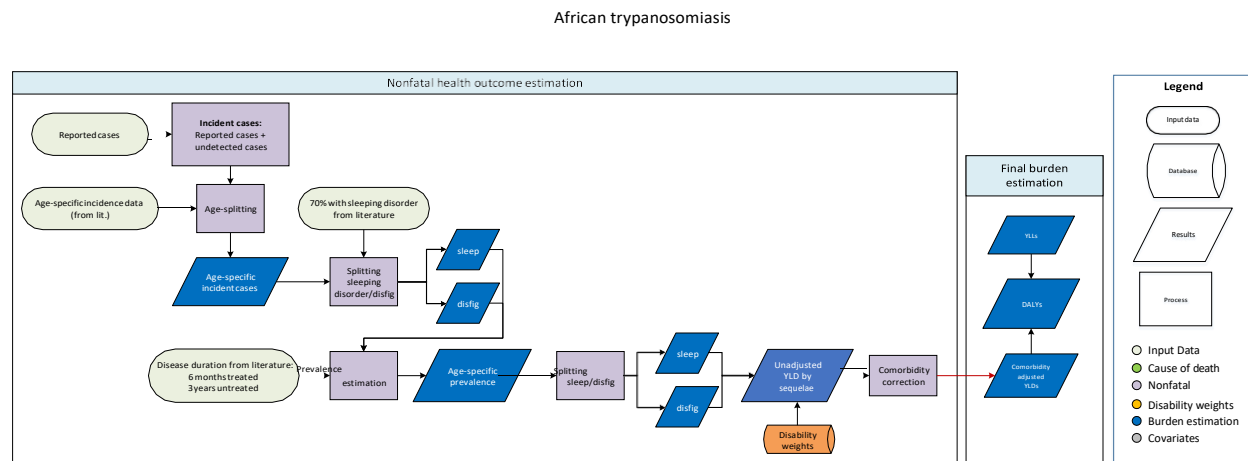 African trypanosomiasis
Nonfatal health outcome estimation
Reported cases
Incident cases:
Reported cases +
undetected cases
Age-specific incidence data
(from lit.)
Age-splitting
70% with sleeping disorder
from literature
Age-specific
incident cases
Splitting
sleeping
disorder/disfig
sleep
disfig
Disease duration from literature:
6 months treated
3 years untreated
Prevalence
estimation
Age-specific
prevalence
Splitting
sleep/disfig
sleep
disfig
Unadjusted
YLD by
sequelae
Disability
weights
Comorbidity
correction
Final burden
estimation
YLLs
DALYs
Comorbidity
adjusted
YLDs
Legend
Input data
Database
Results
Process
Input Data
Cause of death
Nonfatal
Disability weights
Burden estimation
Covariates